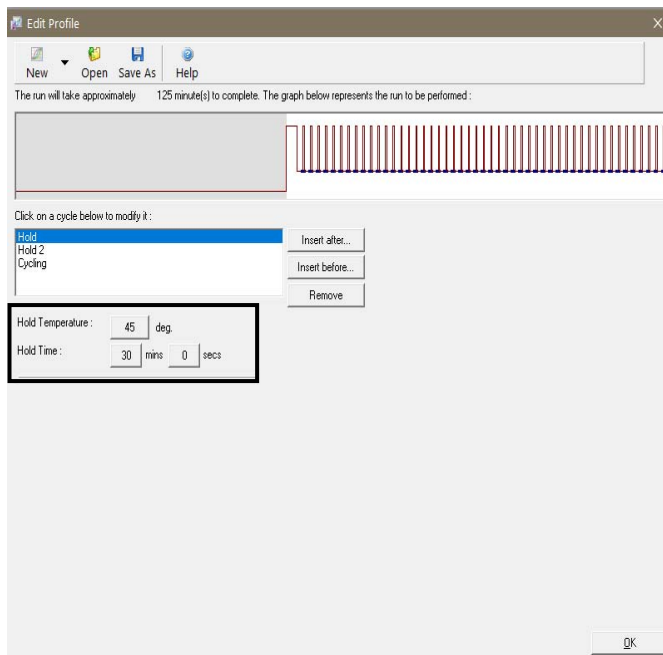 Edit Profile
New Open Save As Help
The run will take approximately 125 minute(s) to complete. The graph below represents the run to be performed :
Click on a cycle below to modify it :
Hold
Hold 2
Cycling
Insert after...
Insert before...
Remove
Hold Temperature : 45 deg.
Hold Time : 30 mins 0 secs
OK